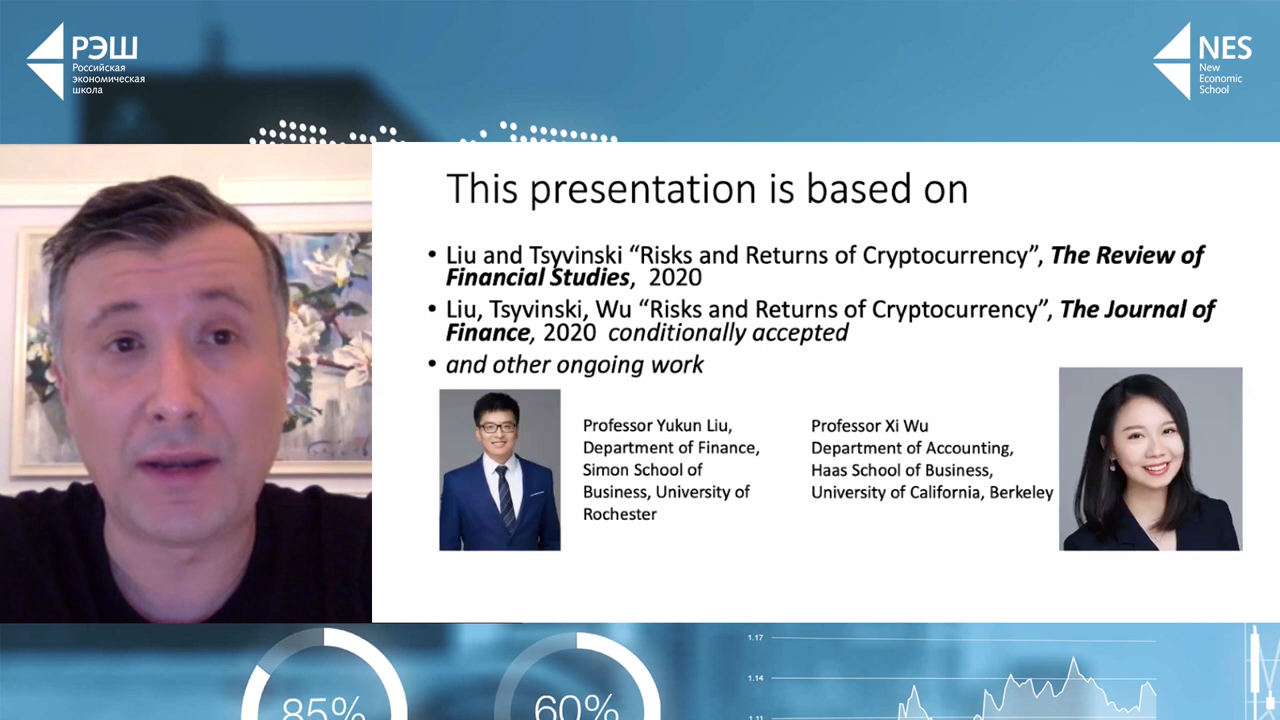 РЭШ
Российская
экономическая
школа
NES
New
Economic
School
This presentation is based on
• Liu and Tsyvinski “Risks and Returns of Cryptocurrency”, The Review of
Financial Studies, 2020
• Liu, Tsyvinski, Wu “Risks and Returns of Cryptocurrency”, The Journal of
Finance, 2020 conditionally accepted
• and other ongoing work
Professor Yukun Liu,
Department of Finance,
Simon School of
Business, University of
Rochester
Professor Xi Wu
Department of Accounting,
Haas School of Business,
University of California, Berkeley
85%
60%
1.17
1.14
1.11